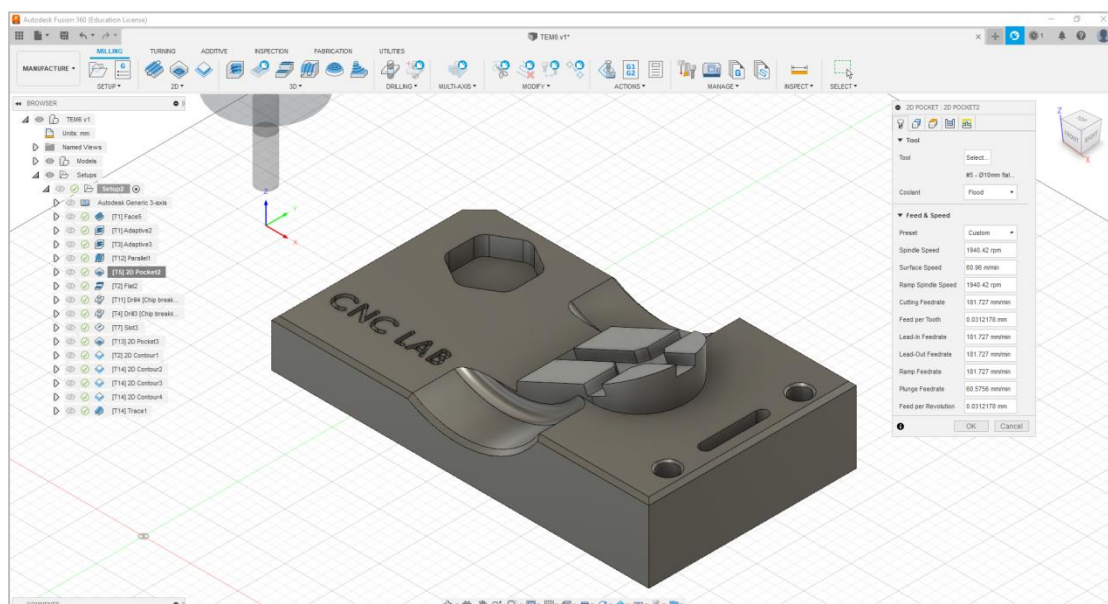 Autodesk Fusion 360 (Education License)
TEM6 v1*
1
MILLING TURNING ADDITIVE INSPECTION FABRICATION UTILITIES
MANUFACTURE
G1
G2
G
SETUP 2D 3D DRILLING MULTI-AXIS MODIFY ACTIONS MANAGE INSPECT SELECT
BROWSER
TEM6 v1
Units: mm
Named Views
Models
Setups
Setup2
Autodesk Generic 3-axis
[T1] Face5
[T1] Adaptive2
[T3] Adaptive3
[T12] Parallel1
[T5] 2D Pocket2
[T2] Flat2
[T11] Drill4 [Chip break...
[T4] Drill3 [Chip breaki...
[T7] Slot3
[T13] 2D Pocket3
[T2] 2D Contour1
[T14] 2D Contour2
[T14] 2D Contour3
[T14] 2D Contour4
[T14] Trace1
Z
Y
X
CNC LAB
2D POCKET : 2D POCKET2
Tool
Tool Select...
#5 - Ø10mm flat...
Coolant Flood
Feed & Speed
Preset Custom
Spindle Speed 1940.42 rpm
Surface Speed 60.96 m/min
Ramp Spindle Speed 1940.42 rpm
Cutting Feedrate 181.727 mm/min
Feed per Tooth 0.0312178 mm
Lead-In Feedrate 181.727 mm/min
Lead-Out Feedrate 181.727 mm/min
Ramp Feedrate 181.727 mm/min
Plunge Feedrate 60.5756 mm/min
Feed per Revolution 0.0312178 mm
OK Cancel
Z
TOP
FRONT
RIGHT
X
COMMENTS